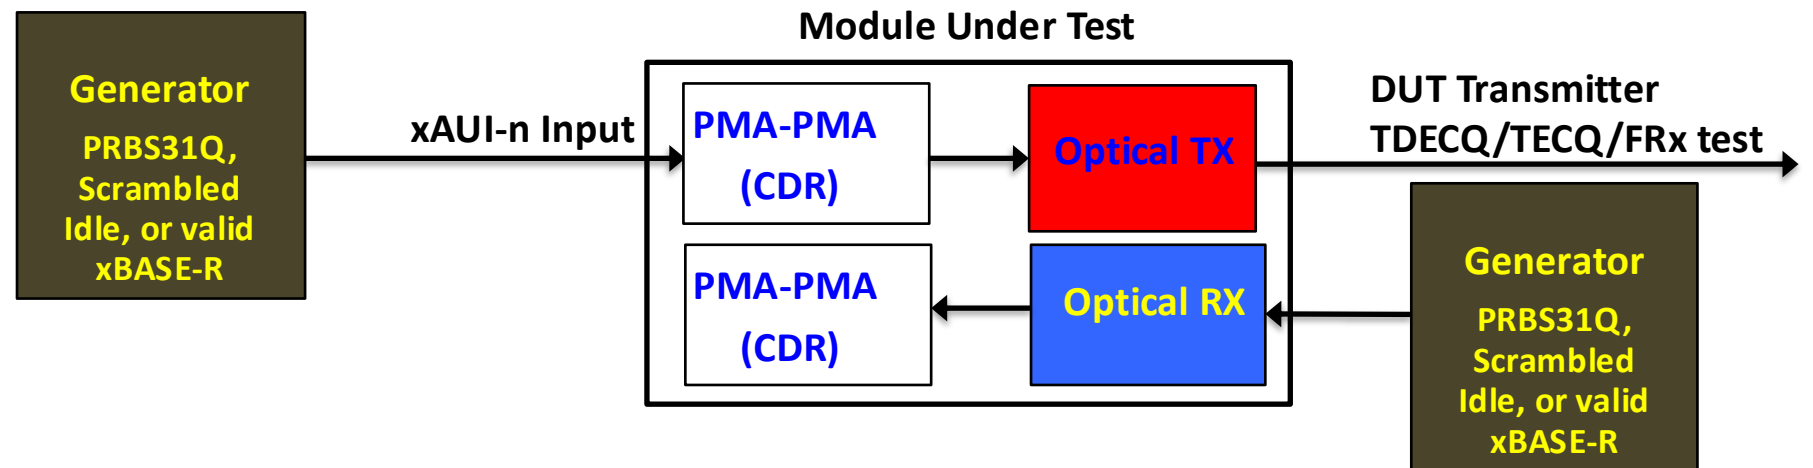 Module Under Test
Generator
PRBS31Q,
Scrambled
Idle, or valid
xBASE-R
xAUI-n Input
PMA-PMA
(CDR)
Optical TX
DUT Transmitter
TDECQ/TECQ/FRx test
PMA-PMA
(CDR)
Optical RX
Generator
PRBS31Q,
Scrambled
Idle, or valid
xBASE-R